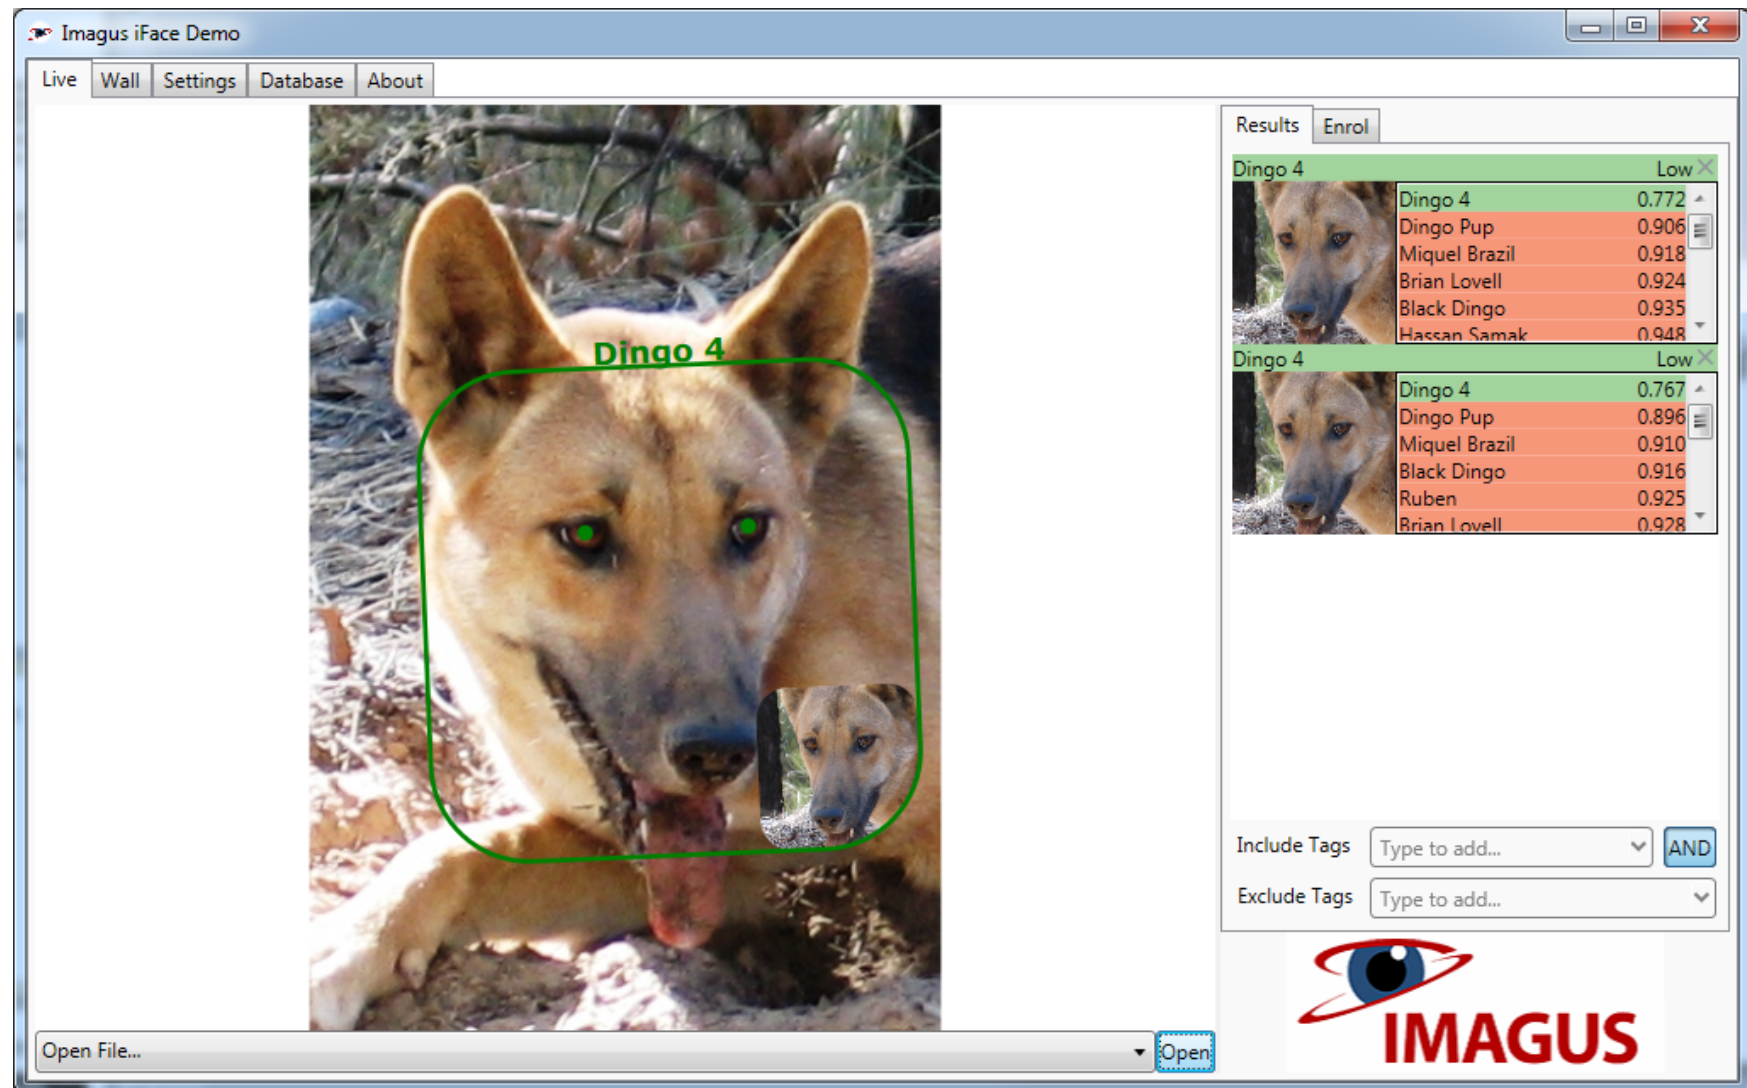 Imagus iFace Demo
Live Wall Settings Database About
Dingo 4
Open File... Open
Results Enrol
Dingo 4 Low
Dingo 4 0.772
Dingo Pup 0.906
Miquel Brazil 0.918
Brian Lovell 0.924
Black Dingo 0.935
Hassan Samak 0.948
Dingo 4 Low
Dingo 4 0.767
Dingo Pup 0.896
Miquel Brazil 0.910
Black Dingo 0.916
Ruben 0.925
Brian Lovell 0.928
Include Tags Type to add... AND
Exclude Tags Type to add...
IMAGUS